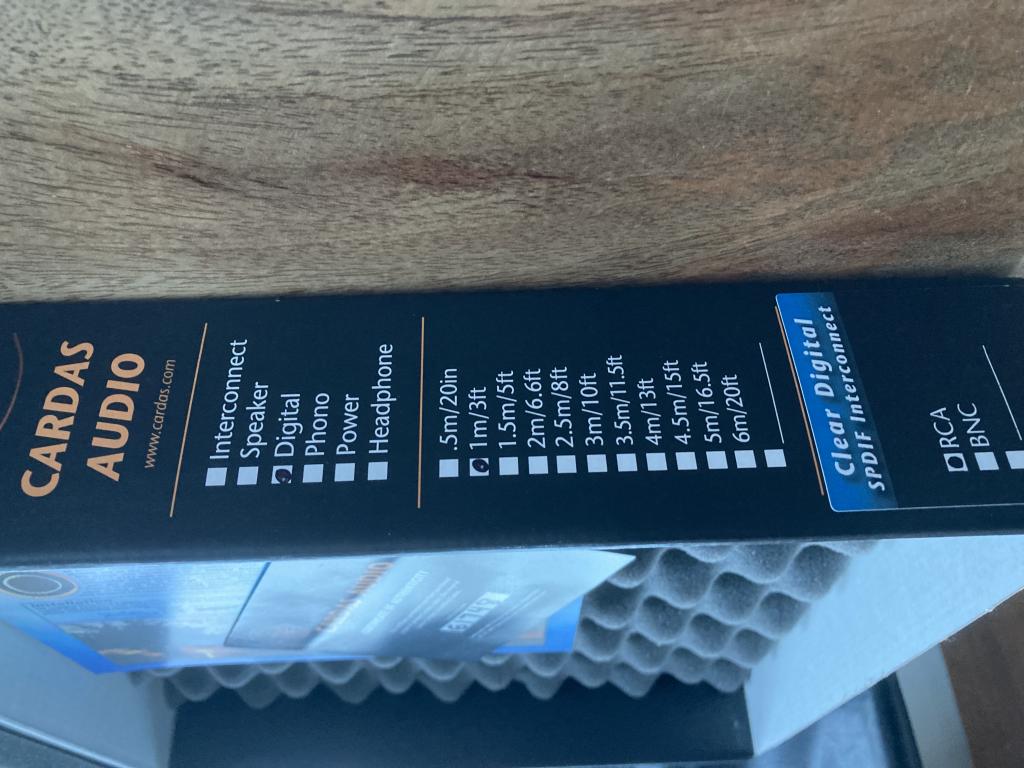 CARDAS
AUDIO
www.cardas.com
Interconnect
Speaker
Digital
Phono
Power
Headphone
.5m/20in
1m/3ft
1.5m/5ft
2m/6.6ft
2.5m/8ft
3m/10ft
3.5m/11.5ft
4m/13ft
4.5m/15ft
5m/16.5ft
6m/20ft
Clear Digital
SPDIF Interconnect
RCA
BNC